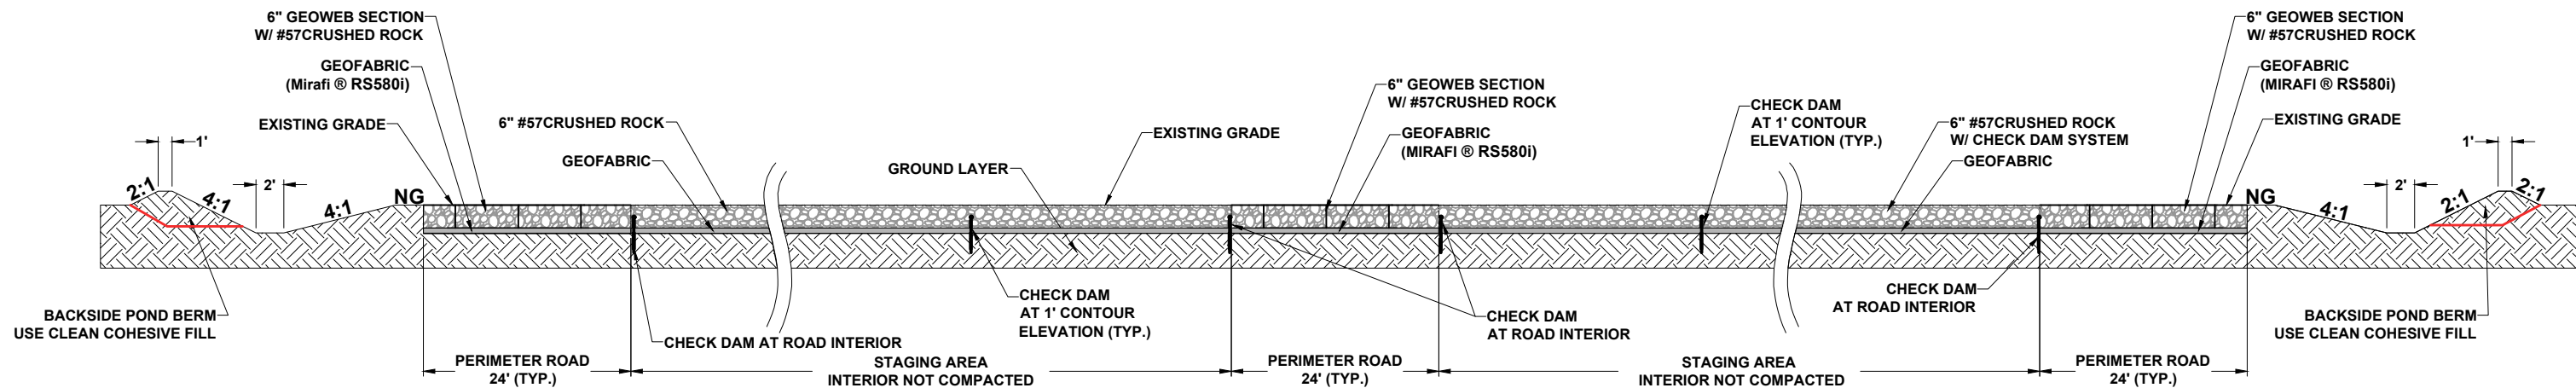 6" GEOWEB SECTION
W/ #57CRUSHED ROCK
GEOFABRIC
(Mirafi ® RS580i)
EXISTING GRADE
6" #57CRUSHED ROCK
GEOFABRIC
1'
2:1
4:1
2'
4:1
NG
BACKSIDE POND BERM
USE CLEAN COHESIVE FILL
GROUND LAYER
EXISTING GRADE
6" GEOWEB SECTION
W/ #57CRUSHED ROCK
GEOFABRIC
(MIRAFI ® RS580i)
CHECK DAM
AT 1' CONTOUR
ELEVATION (TYP.)
6" #57CRUSHED ROCK
W/ CHECK DAM SYSTEM
GEOFABRIC
6" GEOWEB SECTION
W/ #57CRUSHED ROCK
GEOFABRIC
(MIRAFI ® RS580i)
EXISTING GRADE
1'
NG
4:1
2'
2:1
2:1
CHECK DAM AT ROAD INTERIOR
CHECK DAM
AT 1' CONTOUR
ELEVATION (TYP.)
CHECK DAM
AT ROAD INTERIOR
CHECK DAM
AT ROAD INTERIOR
BACKSIDE POND BERM
USE CLEAN COHESIVE FILL
PERIMETER ROAD
24' (TYP.)
STAGING AREA
INTERIOR NOT COMPACTED
PERIMETER ROAD
24' (TYP.)
STAGING AREA
INTERIOR NOT COMPACTED
PERIMETER ROAD
24' (TYP.)